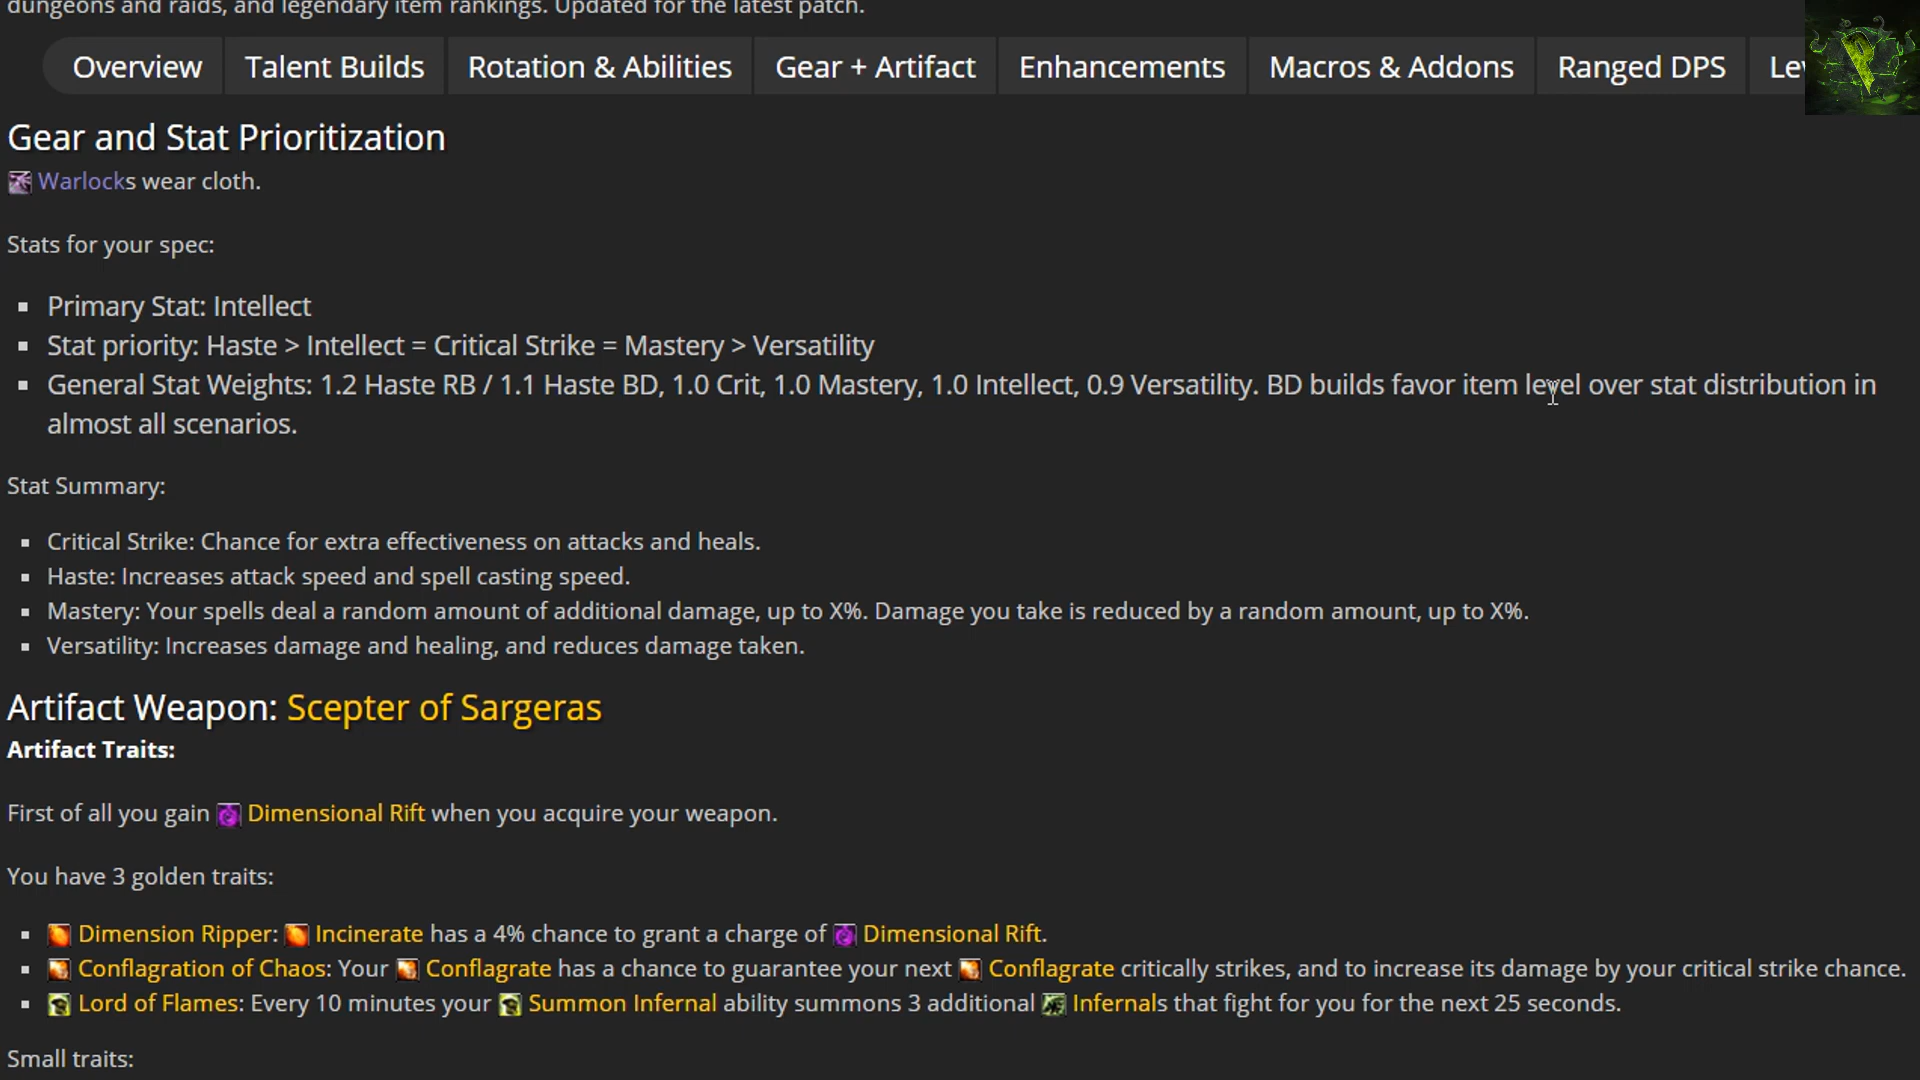 dungeons and raids, and legendary item rankings. Updated for the latest patch.
Overview Talent Builds Rotation & Abilities Gear + Artifact Enhancements Macros & Addons Ranged DPS
Gear and Stat Prioritization
Warlocks wear cloth.
Stats for your spec:
Primary Stat: Intellect
Stat priority: Haste > Intellect = Critical Strike = Mastery > Versatility
General Stat Weights: 1.2 Haste RB / 1.1 Haste BD, 1.0 Crit, 1.0 Mastery, 1.0 Intellect, 0.9 Versatility. BD builds favor item level over stat distribution in
almost all scenarios.
Stat Summary:
Critical Strike: Chance for extra effectiveness on attacks and heals.
Haste: Increases attack speed and spell casting speed.
Mastery: Your spells deal a random amount of additional damage, up to X%. Damage you take is reduced by a random amount, up to X%.
Versatility: Increases damage and healing, and reduces damage taken.
Artifact Weapon: Scepter of Sargeras
Artifact Traits:
First of all you gain Dimensional Rift when you acquire your weapon.
You have 3 golden traits:
Dimension Ripper: Incinerate has a 4% chance to grant a charge of Dimensional Rift.
Conflagration of Chaos: Your Conflagrate has a chance to guarantee your next Conflagrate critically strikes, and to increase its damage by your critical strike chance.
Lord of Flames: Every 10 minutes your Summon Infernal ability summons 3 additional Infernals that fight for you for the next 25 seconds.
Small traits: